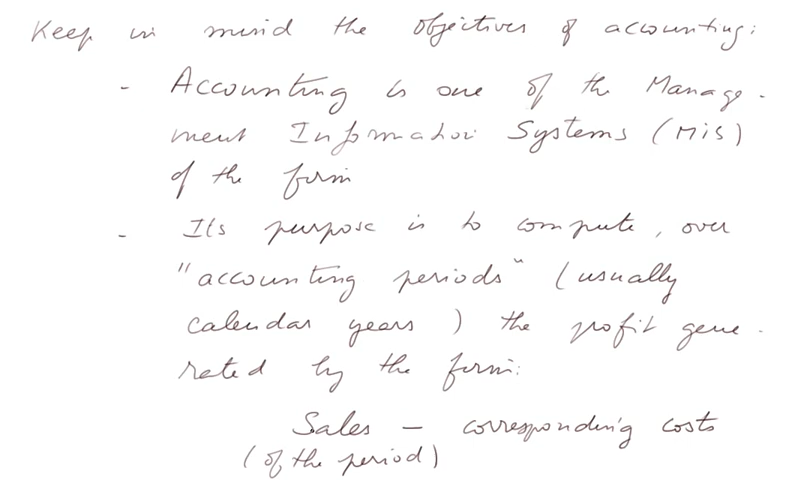 Keep in mind the objectives of accounting:
- Accounting is one of the Manage-
ment Information Systems (MIS)
of the firm
- Its purpose is to compute, over
"accounting periods" (usually
calendar years) the profit gene-
rated by the firm:
Sales - corresponding costs
(of the period)